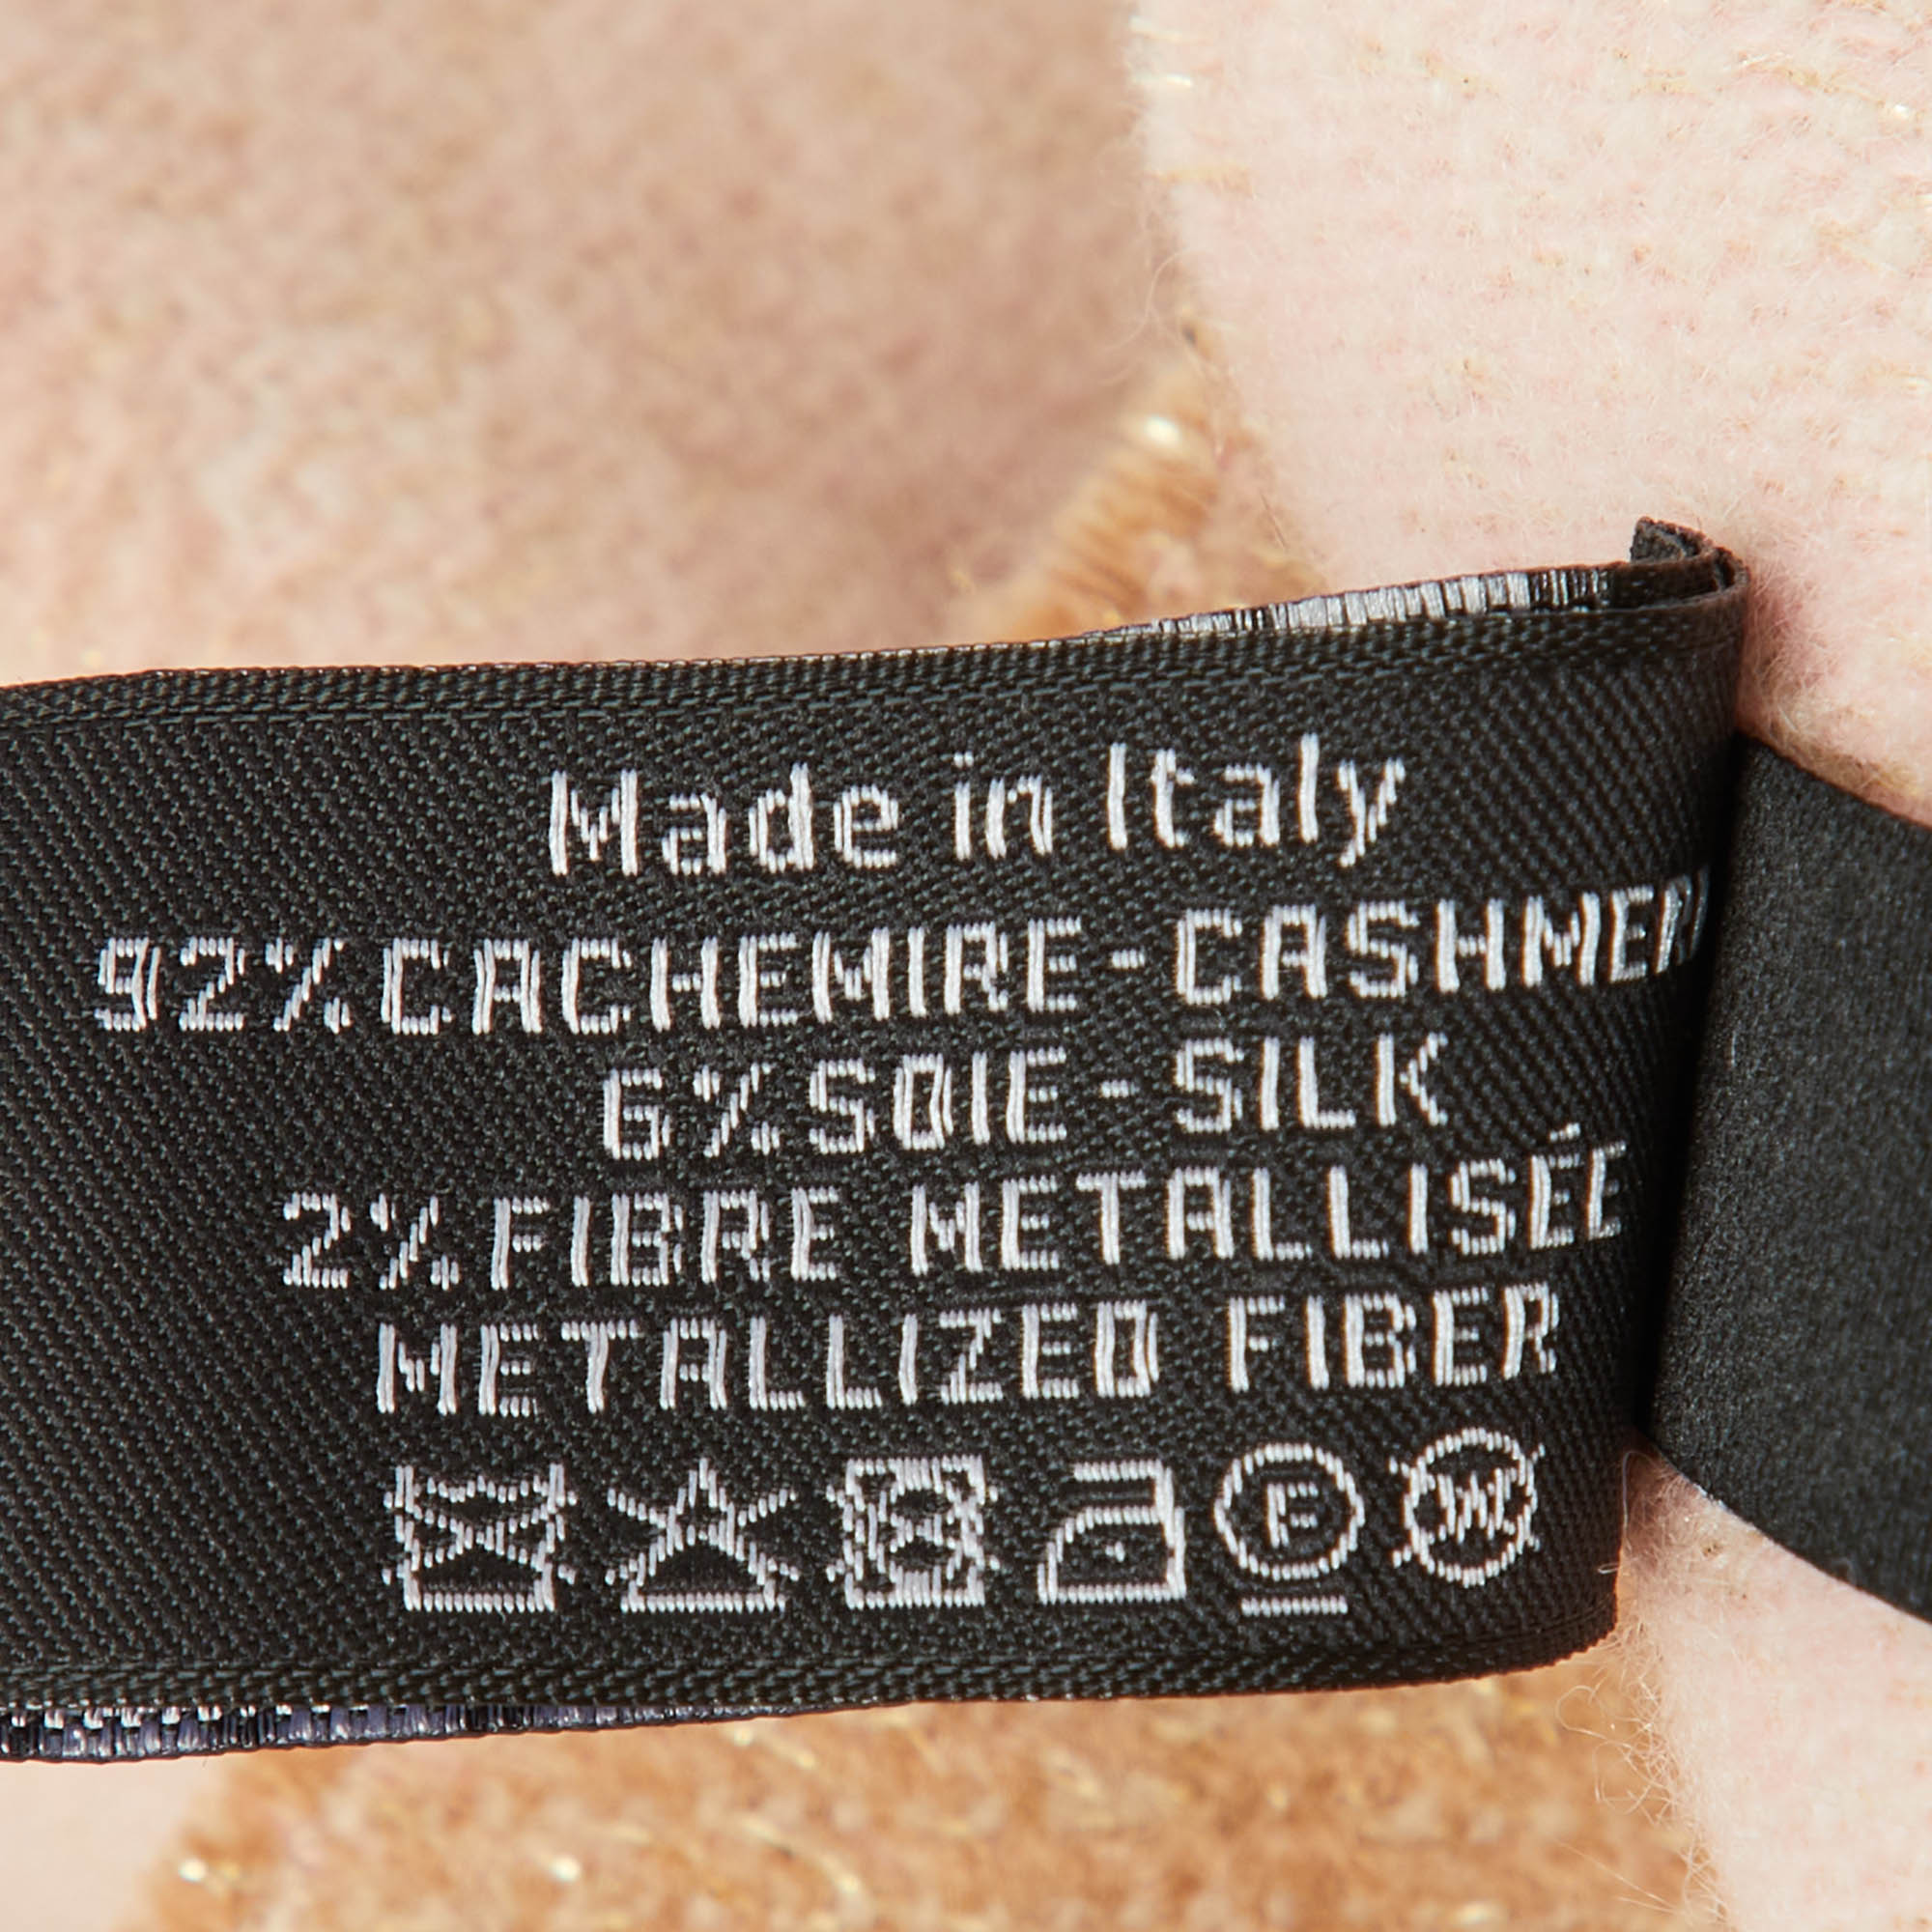 Made in Italy
92% CACHEMIRE - CASHMER
6% SOIE - SILK
2% FIBRE METALLISÉE
METALLIZED FIBER
F W